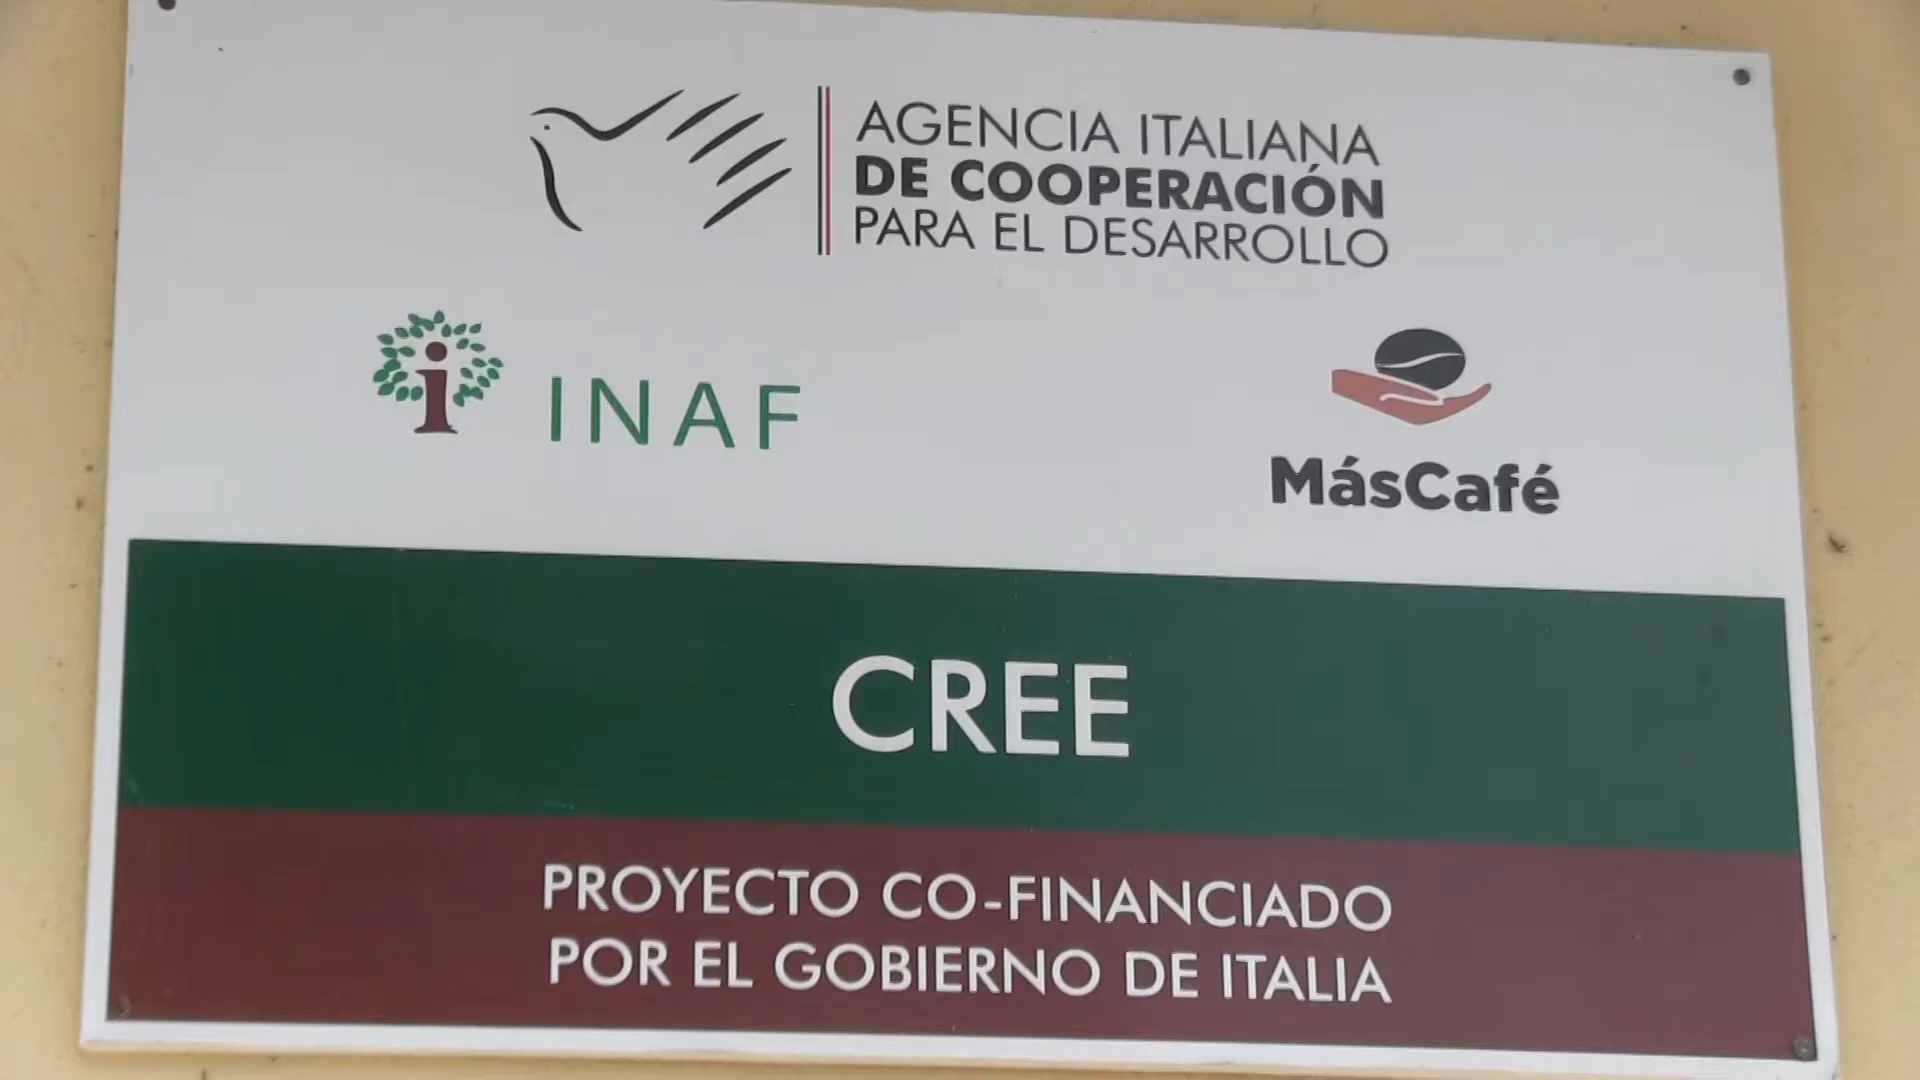 AGENCIA ITALIANA
DE COOPERACIÓN
PARA EL DESARROLLO
i INAF
MásCafé
CREE
PROYECTO CO-FINANCIADO
POR EL GOBIERNO DE ITALIA